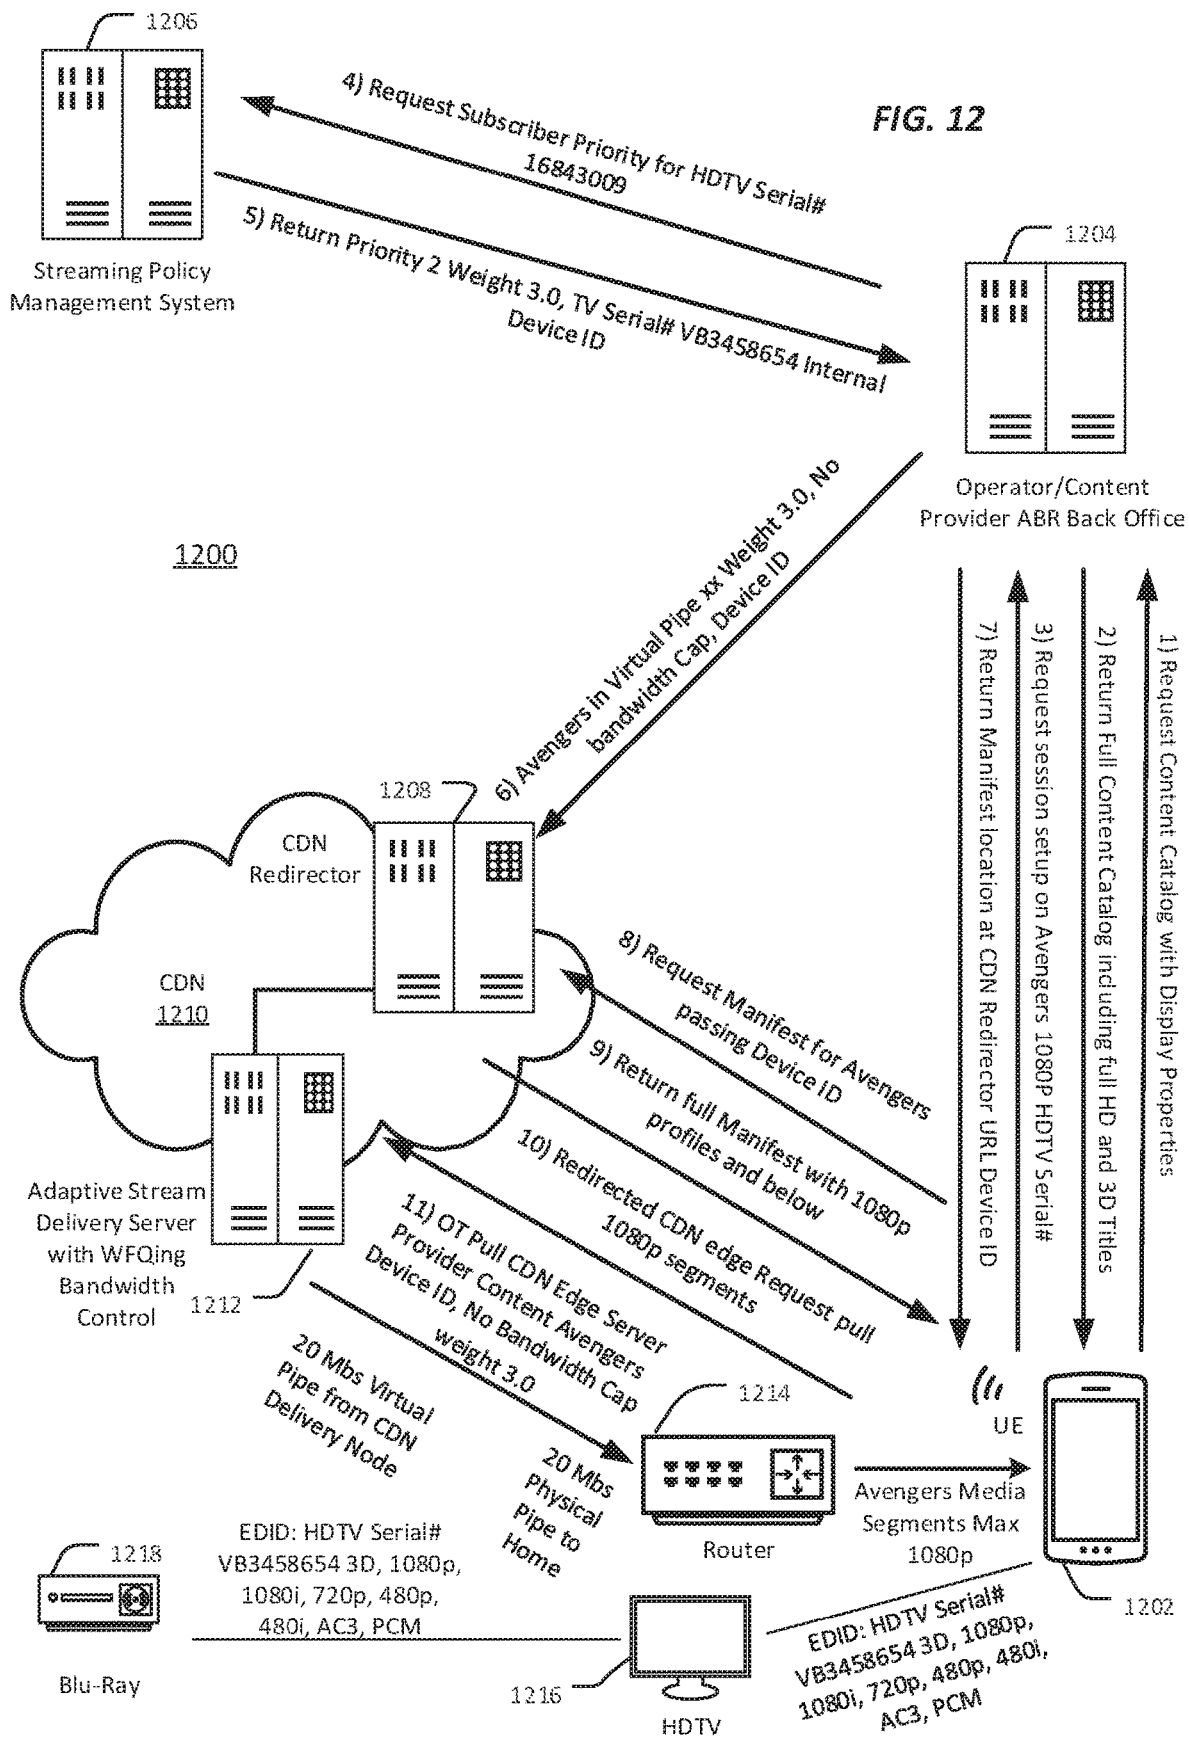 1206
FIG. 12
4) Request Subscriber Priority for HDTV Serial#
16843009
5) Return Priority 2 Weight 3.0, TV Serial# VB3458654 Internal
Device ID
Streaming Policy
Management System
1204
Operator/Content
Provider ABR Back Office
1200
6) Avengers in Virtual Pipe xx Weight 3.0, No
bandwidth Cap, Device ID
7) Return Manifest location at CDN Redirector URL Device ID
3) Request session setup on Avengers 1080P HDTV Serial#
2) Return Full Content Catalog including full HD and 3D Titles
1) Request Content Catalog with Display Properties
1208
CDN
Redirector
CDN
1210
8) Request Manifest for Avengers
passing Device ID
9) Return full Manifest with 1080p
profiles and below
10) Redirected CDN edge Request pull
1080p segments
11) OT Pull CDN Edge Server
Provider Content Avengers
Device ID, No Bandwidth Cap
weight 3.0
Adaptive Stream
Delivery Server
with WFQing
Bandwidth
Control
1212
20 Mbs Virtual
Pipe from CDN
Delivery Node
20 Mbs
Physical
Pipe to
Home
1214
Router
UE
Avengers Media
Segments Max
1080p
1202
1218
Blu-Ray
EDID: HDTV Serial#
VB3458654 3D, 1080p,
1080i, 720p, 480p,
480i, AC3, PCM
1216
HDTV
EDID: HDTV Serial#
VB3458654 3D, 1080p,
1080i, 720p, 480p, 480i,
AC3, PCM